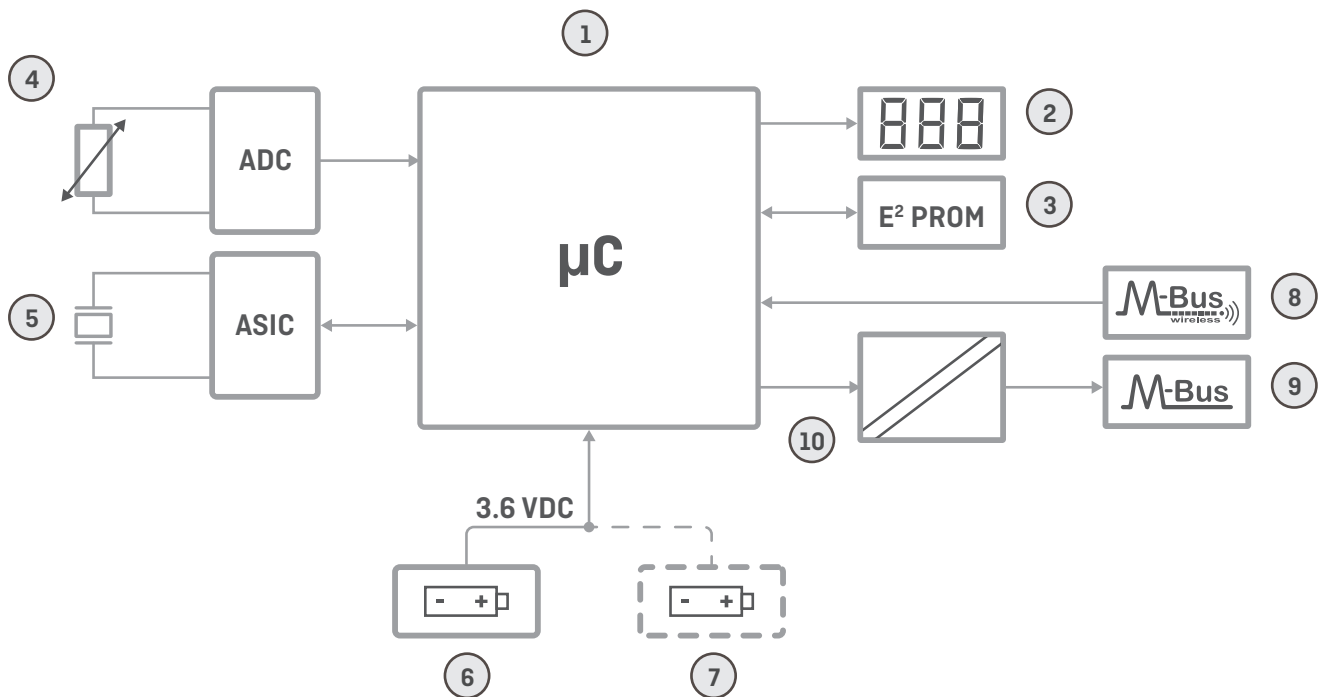 1
4
2
888
ADC
3
E² PROM
µC
5
ASIC
8
M-Bus
wireless
9
M-Bus
10
3.6 VDC
- +
- +
6
7